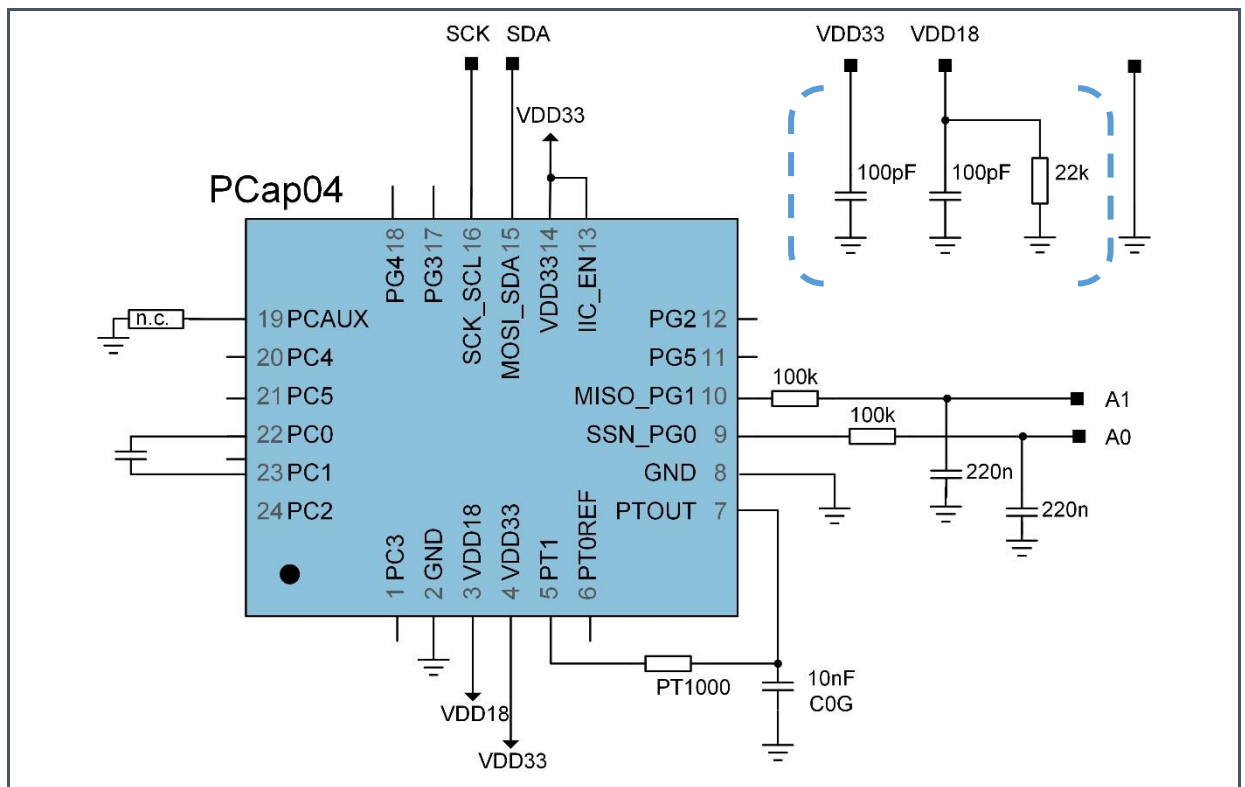 SCK SDA
VDD33 VDD18
VDD33
100pF 100pF 22k
PCap04
PG4 18
PG3 17
SCK_SCL 16
MOSI_SDA 15
VDD33 14
IIC_EN 13
n.c.
19 PCAUX
20 PC4
21 PC5
22 PC0
23 PC1
24 PC2
PG2 12
PG5 11
MISO_PG1 10
SSN_PG0 9
GND 8
PTOUT 7
100k
100k
A1
A0
220n
220n
1 PC3
2 GND
3 VDD18
4 VDD33
5 PT1
6 PT0REF
PT1000
10nF
C0G
VDD18
VDD33